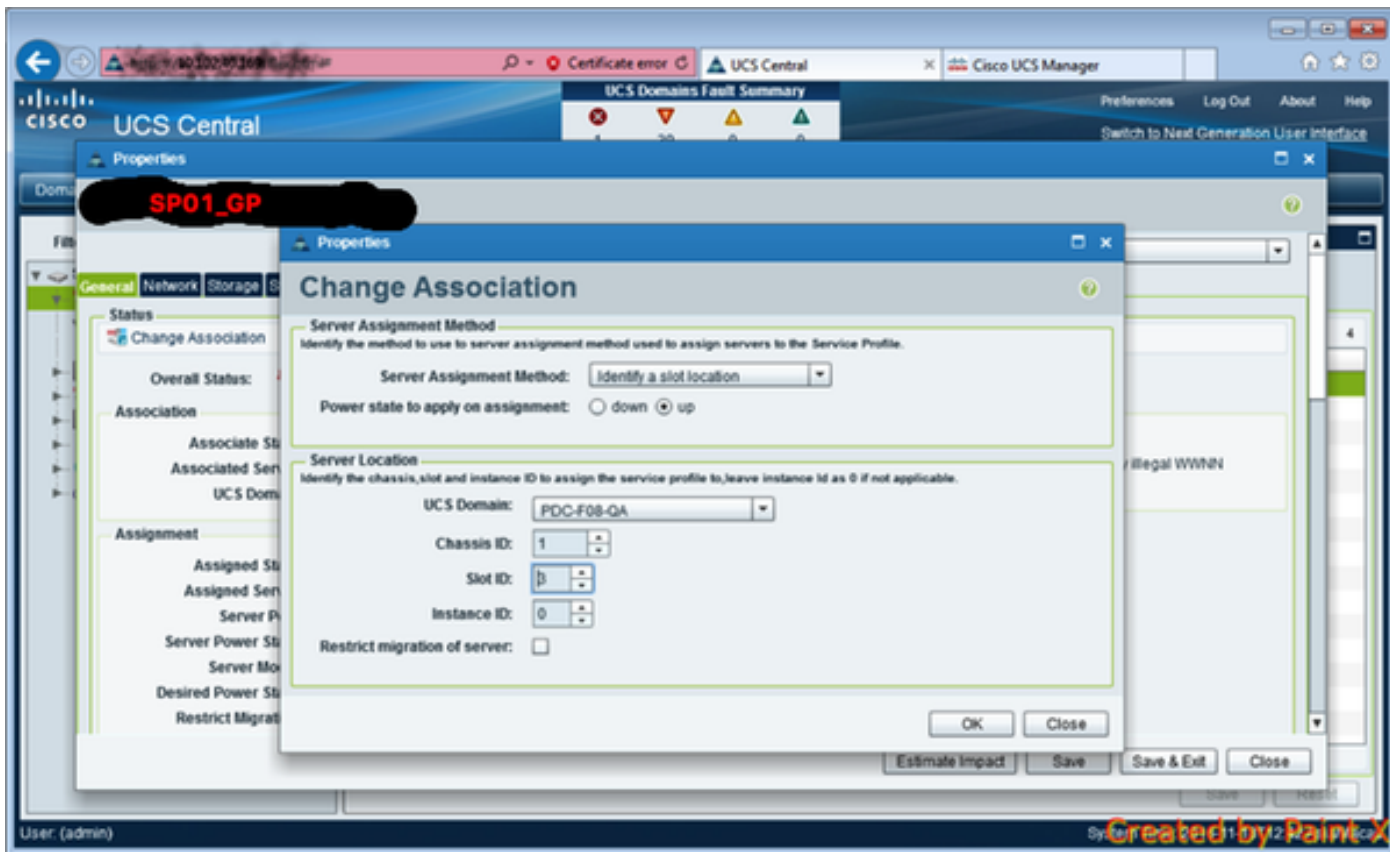 Certificate error
UCS Central
Cisco UCS Manager
CISCO
UCS Central
UCS Domains Fault Summary
Preferences
Log Out
About
Help
Switch to Next Generation User Interface
Properties
SP01_GP
Properties
General
Network
Storage
Change Association
Status
Change Association
Overall Status:
Association
Assignment
Server Assignment Method
Identify the method to use to server assignment method used to assign servers to the Service Profile.
Server Assignment Method: Identify a slot location
Power state to apply on assignment: down up
Server Location
Identify the chassis,slot and instance ID to assign the service profile to,leave instance Id as 0 if not applicable.
UCS Domain: PDC-F08-QA
Chassis ID: 1
Slot ID: 3
Instance ID: 0
Restrict migration of server:
illegal WWNN
4
OK
Close
Estimate Impact
Save
Save & Exit
Close
Save
Reset
User: (admin)
Created by Paint X